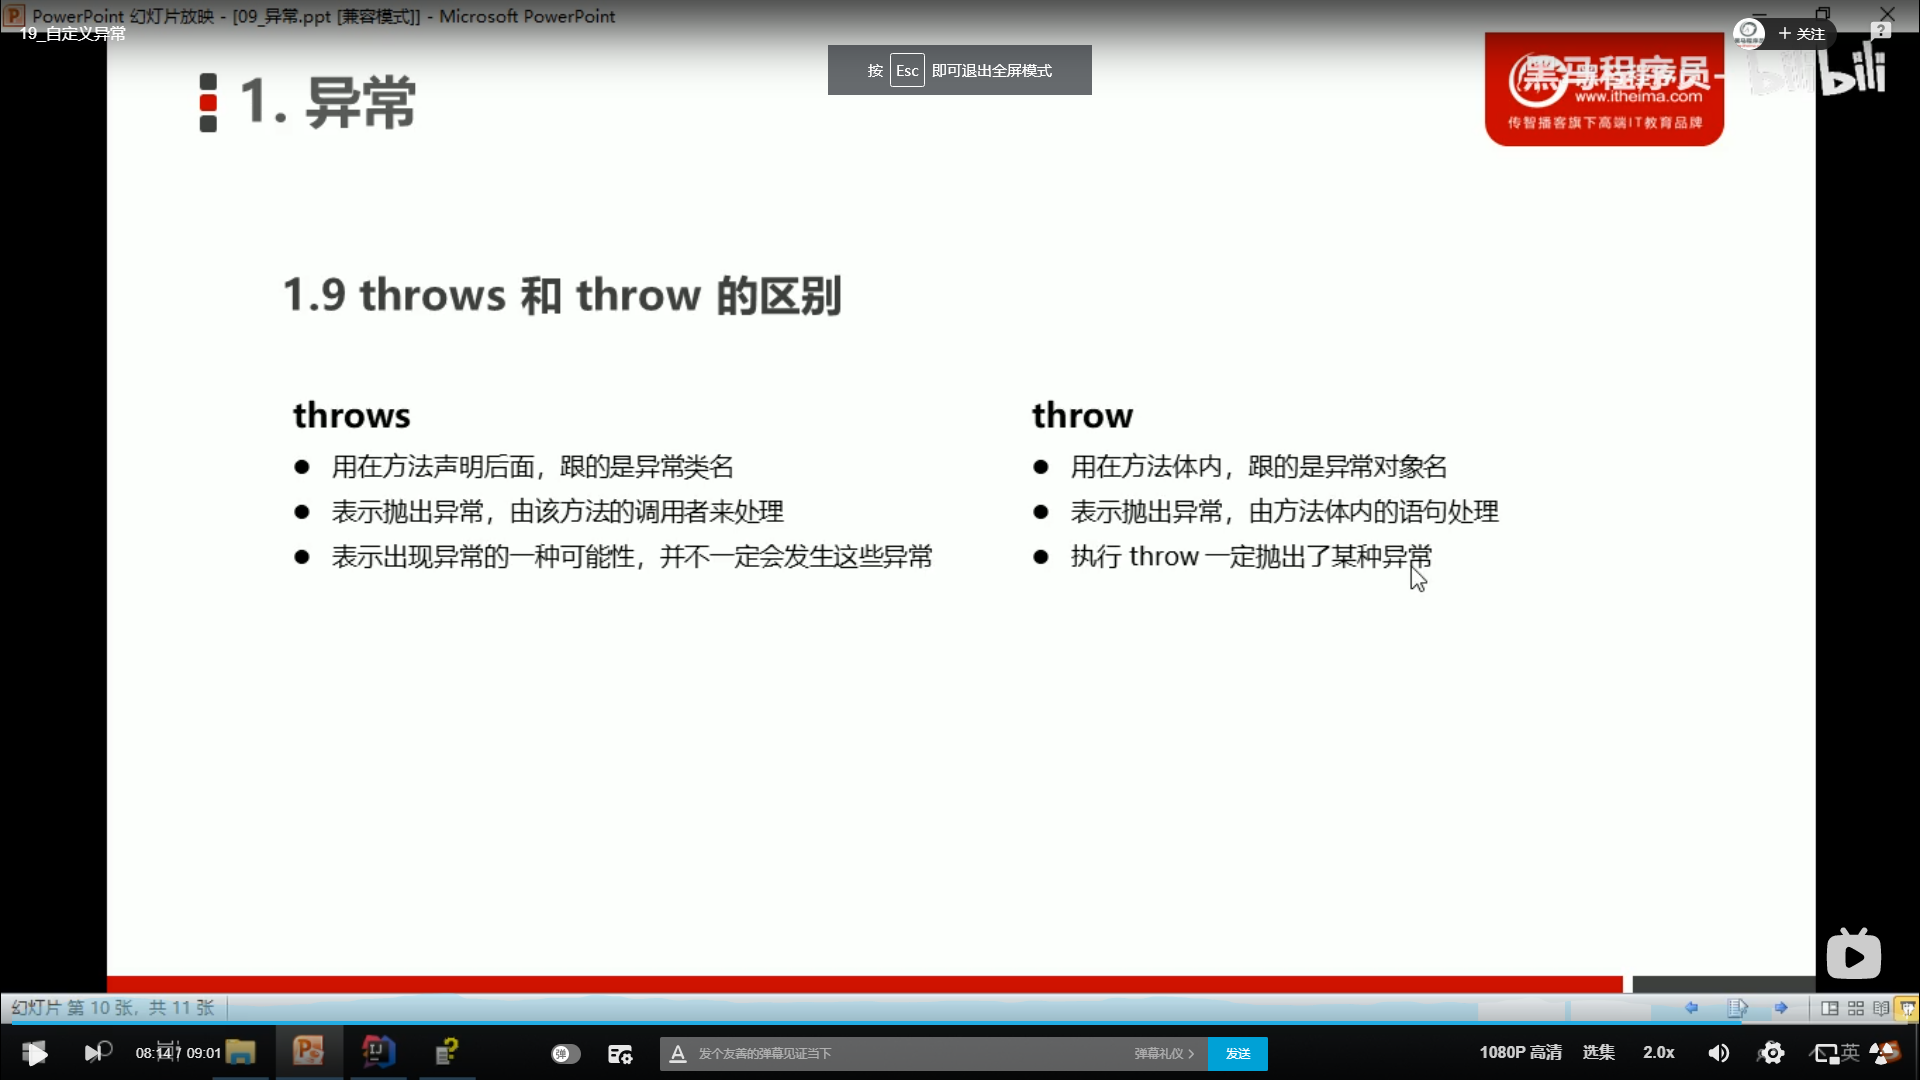 PowerPoint 幻灯片放映 - [09_异常.ppt [兼容模式]] - Microsoft PowerPoint
19_自定义异常
+ 关注
按 Esc 即可退出全屏模式
1. 异常
黑马程序员
www.itheima.com
传智播客旗下高端IT教育品牌
bilibili
1.9 throws 和 throw 的区别
throws
● 用在方法声明后面，跟的是异常类名
● 表示抛出异常，由该方法的调用者来处理
● 表示出现异常的一种可能性，并不一定会发生这些异常
throw
● 用在方法体内，跟的是异常对象名
● 表示抛出异常，由方法体内的语句处理
● 执行 throw 一定抛出了某种异常
幻灯片 第 10 张，共 11 张
08:14 / 09:01
弹
发个友善的弹幕见证当下
弹幕礼仪 >
发送
1080P 高清
选集
2.0x
英